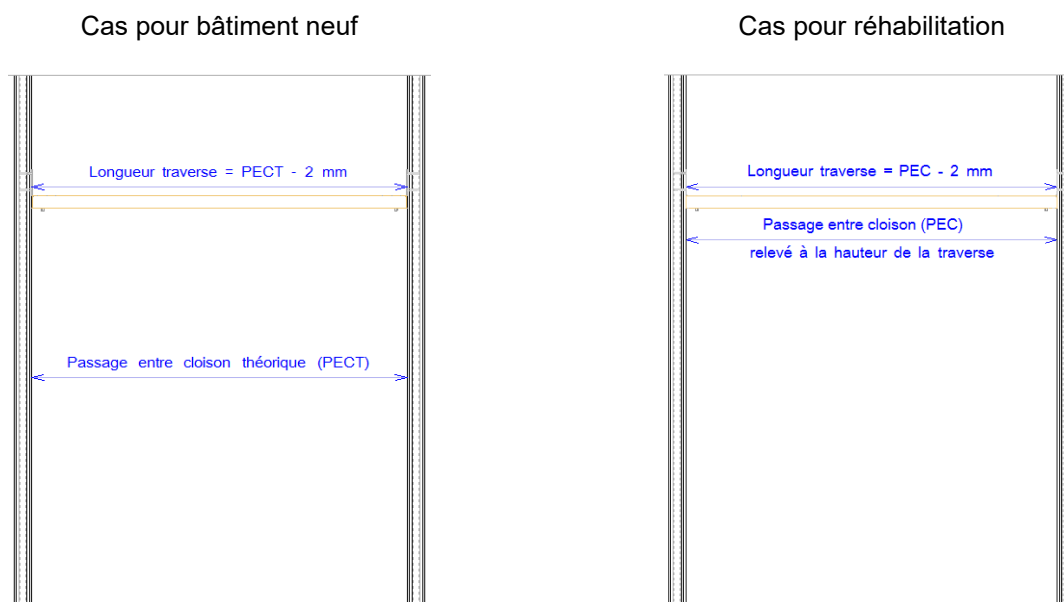 Cas pour bâtiment neuf
Longueur traverse = PECT - 2 mm
Passage entre cloison théorique (PECT)
Cas pour réhabilitation
Longueur traverse = PEC - 2 mm
Passage entre cloison (PEC)
relevé à la hauteur de la traverse